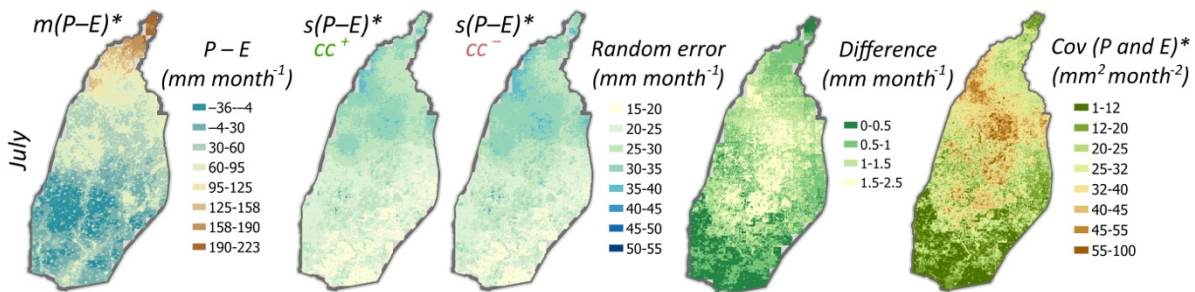 July
m(P–E)*
P – E
(mm month⁻¹)
–36-–4
–4-30
30-60
60-95
95-125
125-158
158-190
190-223
s(P–E)*
cc⁺
s(P–E)*
cc⁻
Random error
(mm month⁻¹)
15-20
20-25
25-30
30-35
35-40
40-45
45-50
50-55
Difference
(mm month⁻¹)
0-0.5
0.5-1
1-1.5
1.5-2.5
Cov (P and E)*
(mm² month⁻²)
1-12
12-20
20-25
25-32
32-40
40-45
45-55
55-100